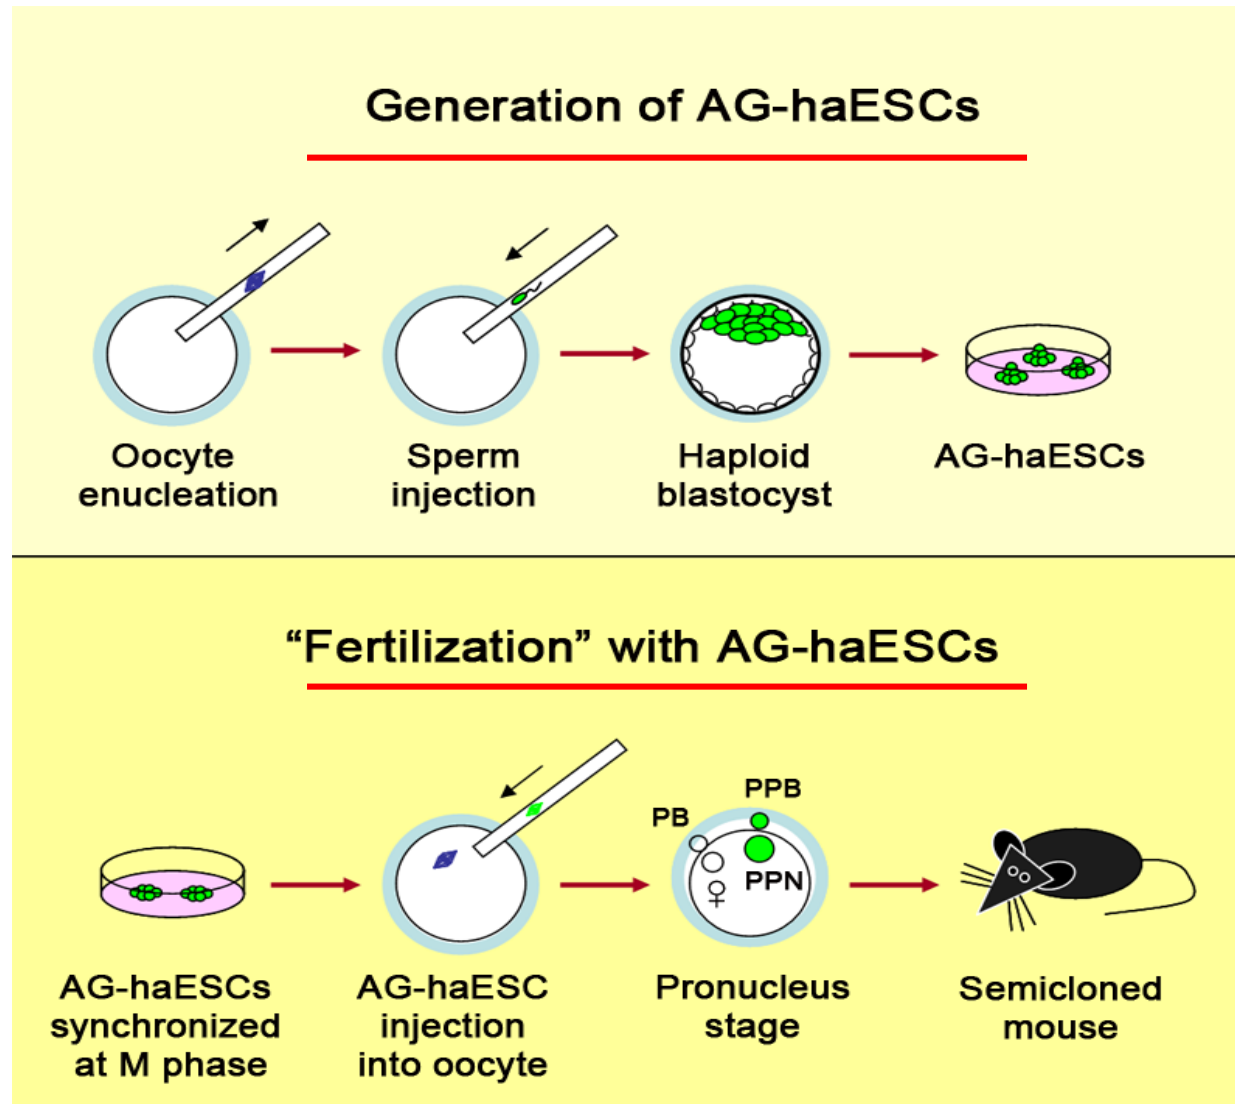 Generation of AG-haESCs
Oocyte
enucleation
Sperm
injection
Haploid
blastocyst
AG-haESCs
“Fertilization” with AG-haESCs
PB
PPB
PPN
♀
AG-haESCs
synchronized
at M phase
AG-haESC
injection
into oocyte
Pronucleus
stage
Semicloned
mouse